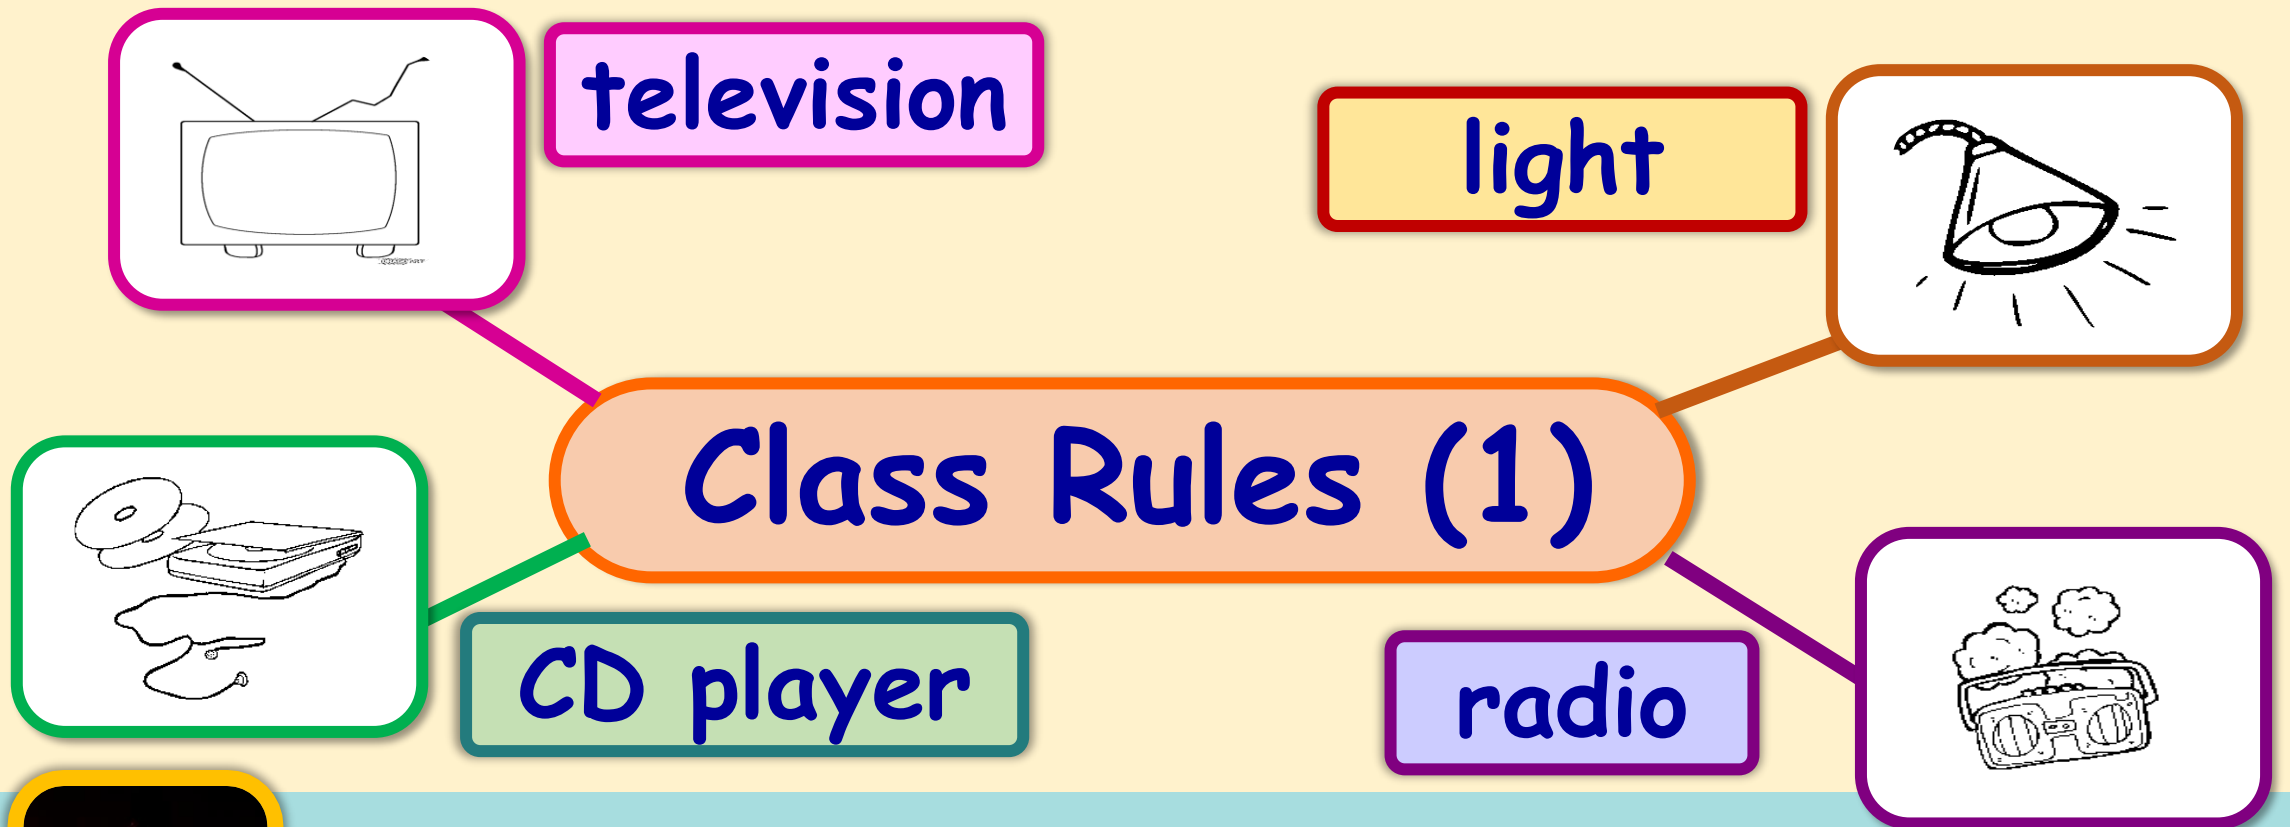 television
light
Class Rules (1)
CD player
radio